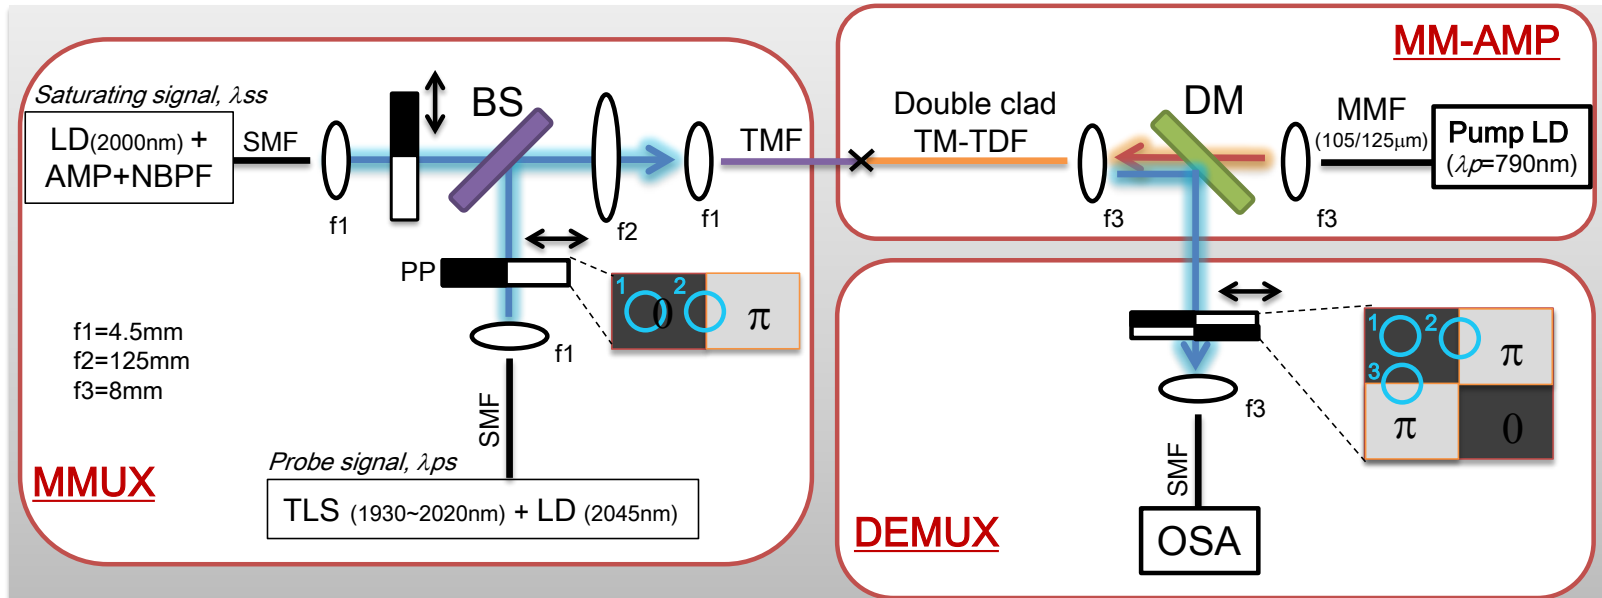 MM-AMP
Saturating signal, λss
LD(2000nm) +
AMP+NBPF
SMF
f1
BS
f2
f1
TMF
Double clad
TM-TDF
f3
DM
f3
MMF
(105/125μm)
Pump LD
(λp=790nm)
PP
1
0
2
π
f1=4.5mm
f2=125mm
f3=8mm
f1
SMF
Probe signal, λps
TLS (1930~2020nm) + LD (2045nm)
MMUX
1
2
π
3
π
0
f3
SMF
OSA
DEMUX